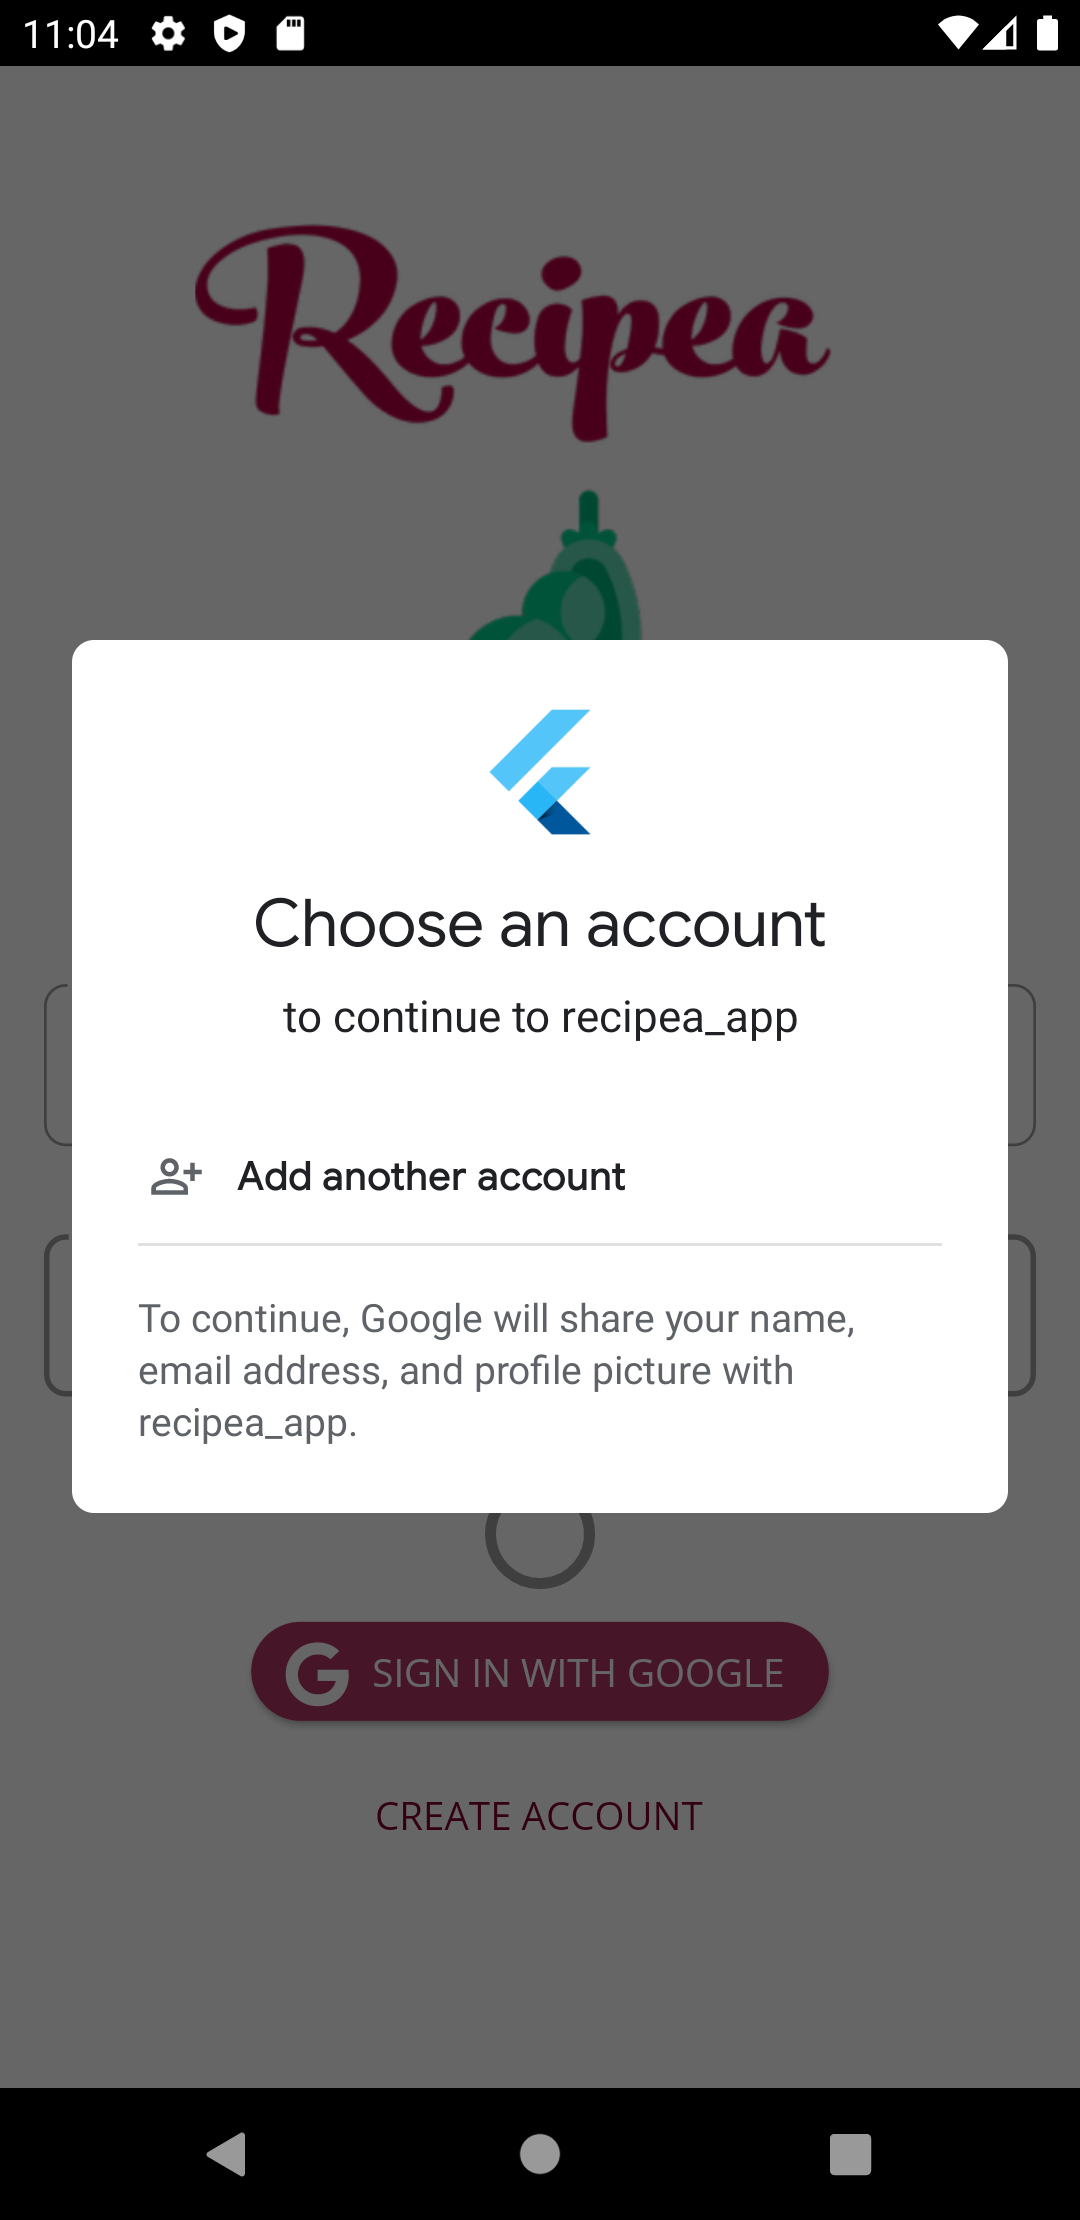 11:04
Recipea
Choose an account
to continue to recipea_app
Add another account
To continue, Google will share your name,
email address, and profile picture with
recipea_app.
G SIGN IN WITH GOOGLE
CREATE ACCOUNT